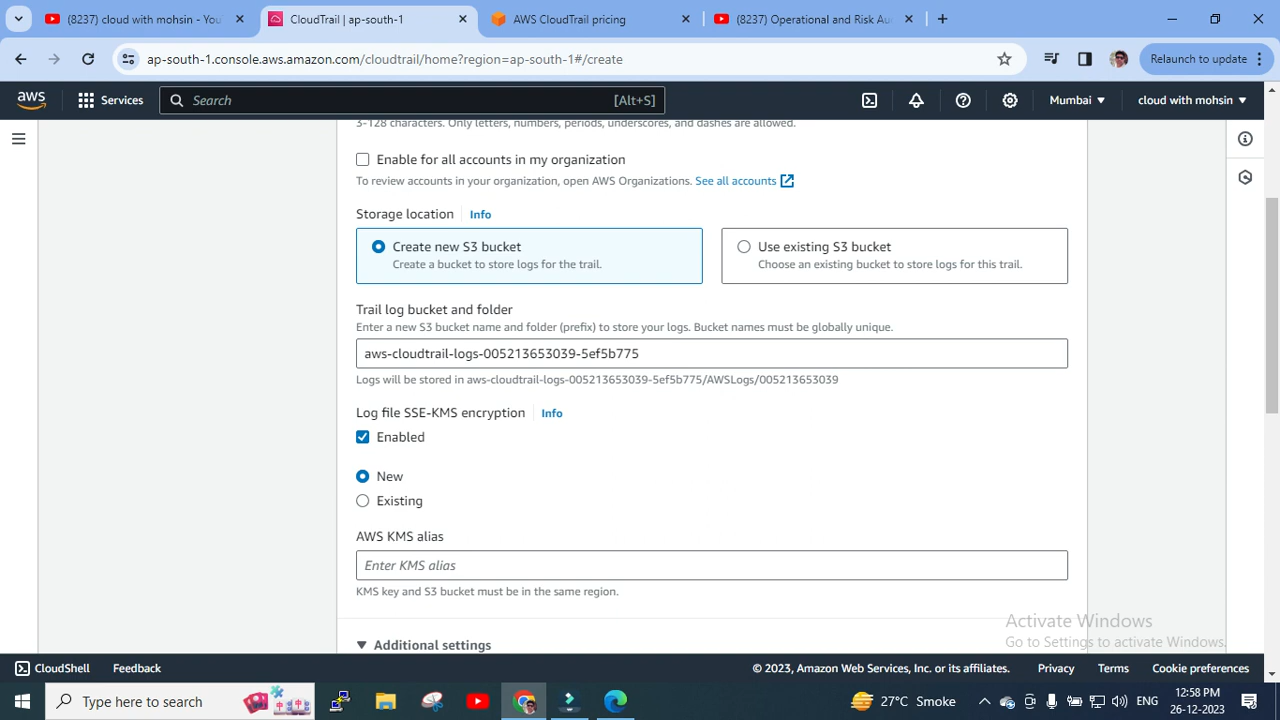 (8237) cloud with mohsin - You
CloudTrail | ap-south-1
AWS CloudTrail pricing
(8237) Operational and Risk Au
ap-south-1.console.aws.amazon.com/cloudtrail/home?region=ap-south-1#/create
Relaunch to update
aws
Services
Search
[Alt+S]
Mumbai
cloud with mohsin
3-128 characters. Only letters, numbers, periods, underscores, and dashes are allowed.
Enable for all accounts in my organization
To review accounts in your organization, open AWS Organizations. See all accounts
Storage location Info
Create new S3 bucket
Create a bucket to store logs for the trail.
Use existing S3 bucket
Choose an existing bucket to store logs for this trail.
Trail log bucket and folder
Enter a new S3 bucket name and folder (prefix) to store your logs. Bucket names must be globally unique.
aws-cloudtrail-logs-005213653039-5ef5b775
Logs will be stored in aws-cloudtrail-logs-005213653039-5ef5b775/AWSLogs/005213653039
Log file SSE-KMS encryption Info
Enabled
New
Existing
AWS KMS alias
Enter KMS alias
KMS key and S3 bucket must be in the same region.
Additional settings
Activate Windows
Go to Settings to activate Windows.
CloudShell
Feedback
© 2023, Amazon Web Services, Inc. or its affiliates.
Privacy
Terms
Cookie preferences
Type here to search
27°C Smoke
ENG
12:58 PM
26-12-2023